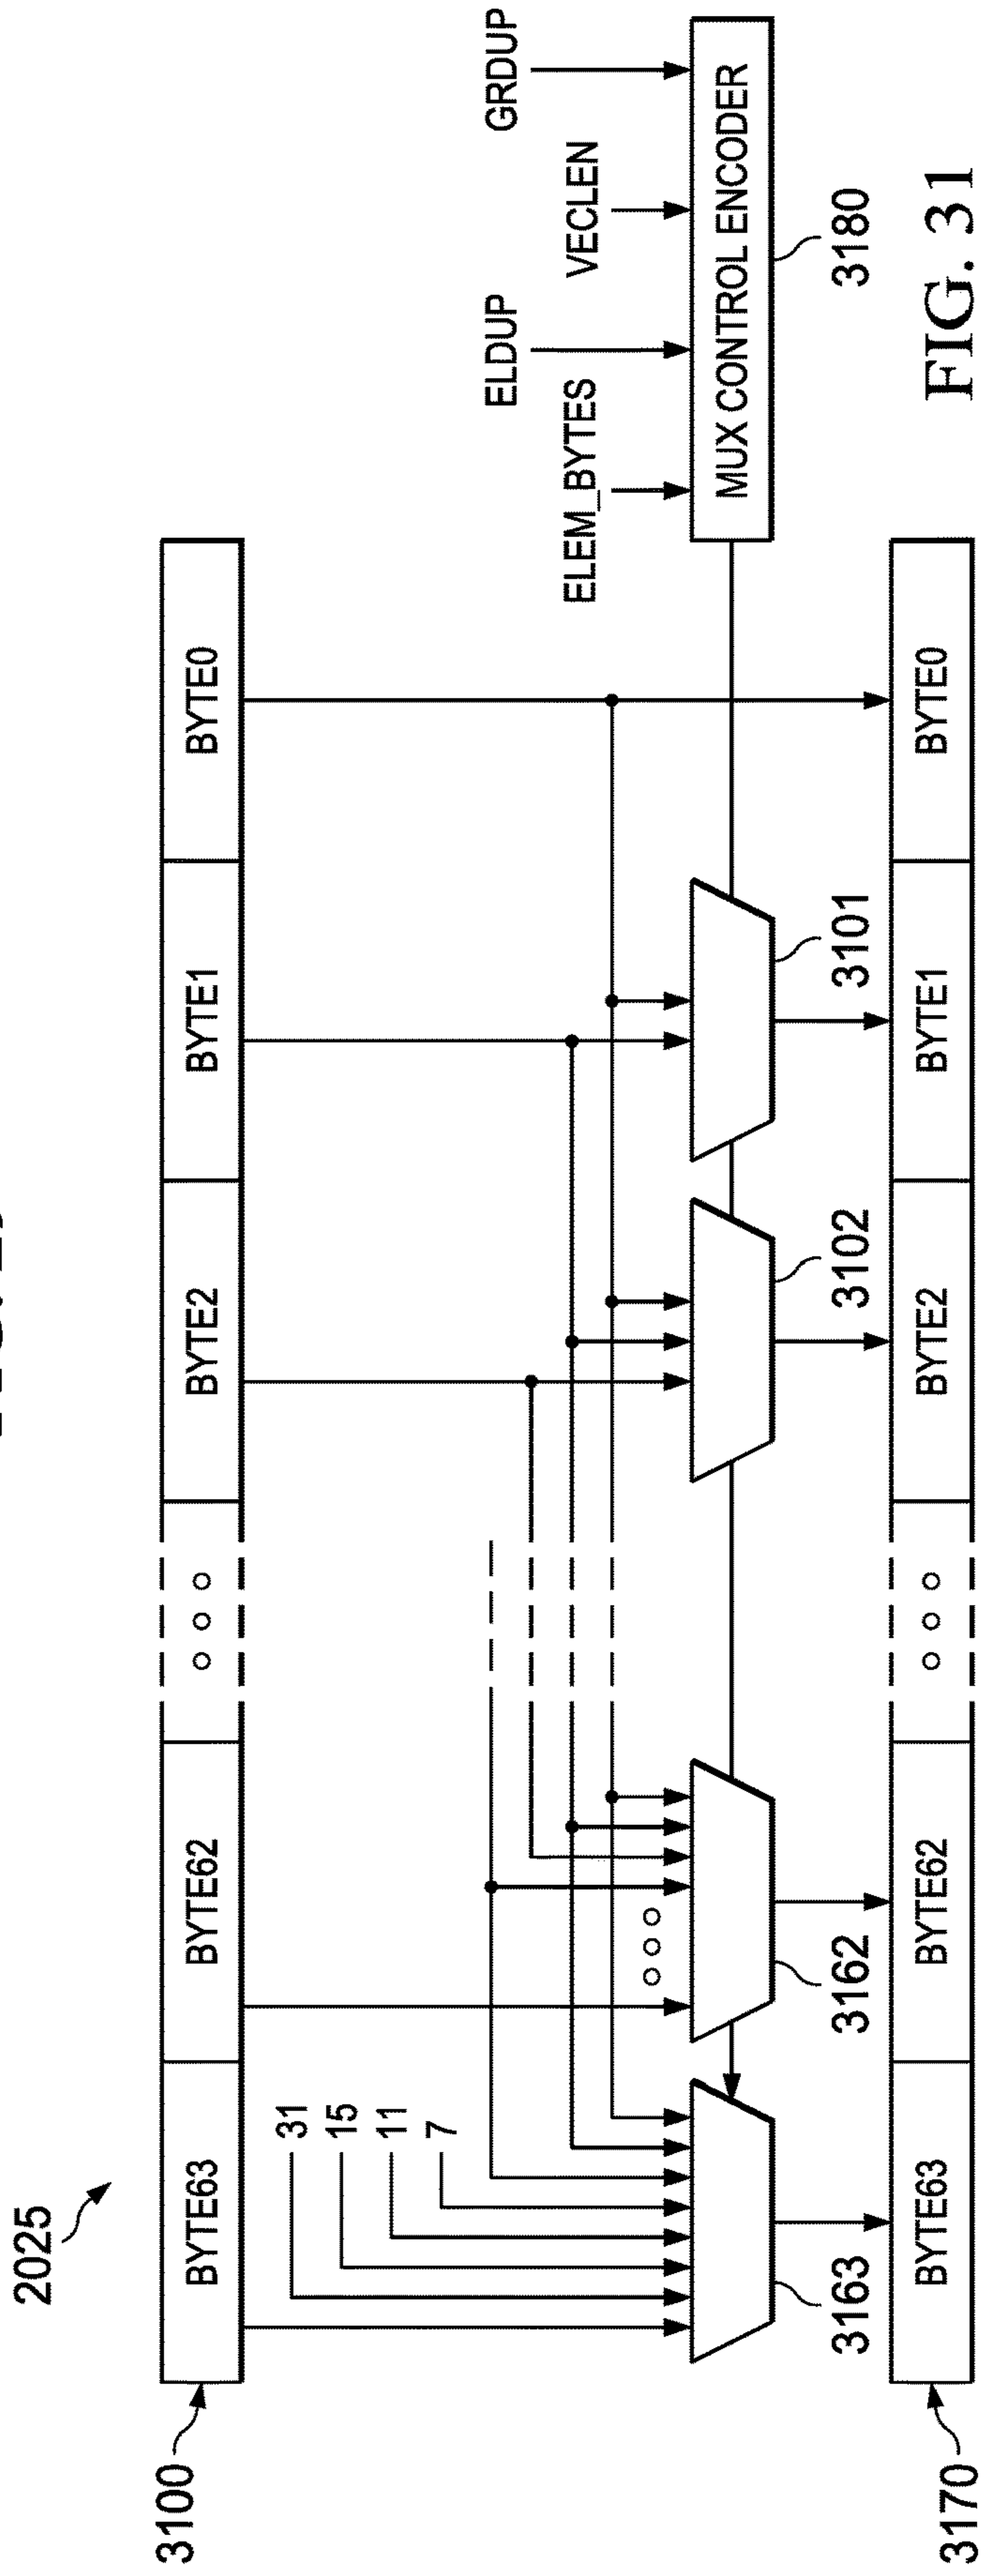 2025
3100
BYTE63
BYTE62
BYTE2
BYTE1
BYTE0
31
15
11
7
GRDUP
ELDUP
VECLEN
ELEM_BYTES
MUX CONTROL ENCODER
3180
3163
3162
3102
3101
3170
BYTE63
BYTE62
BYTE2
BYTE1
BYTE0
FIG. 31